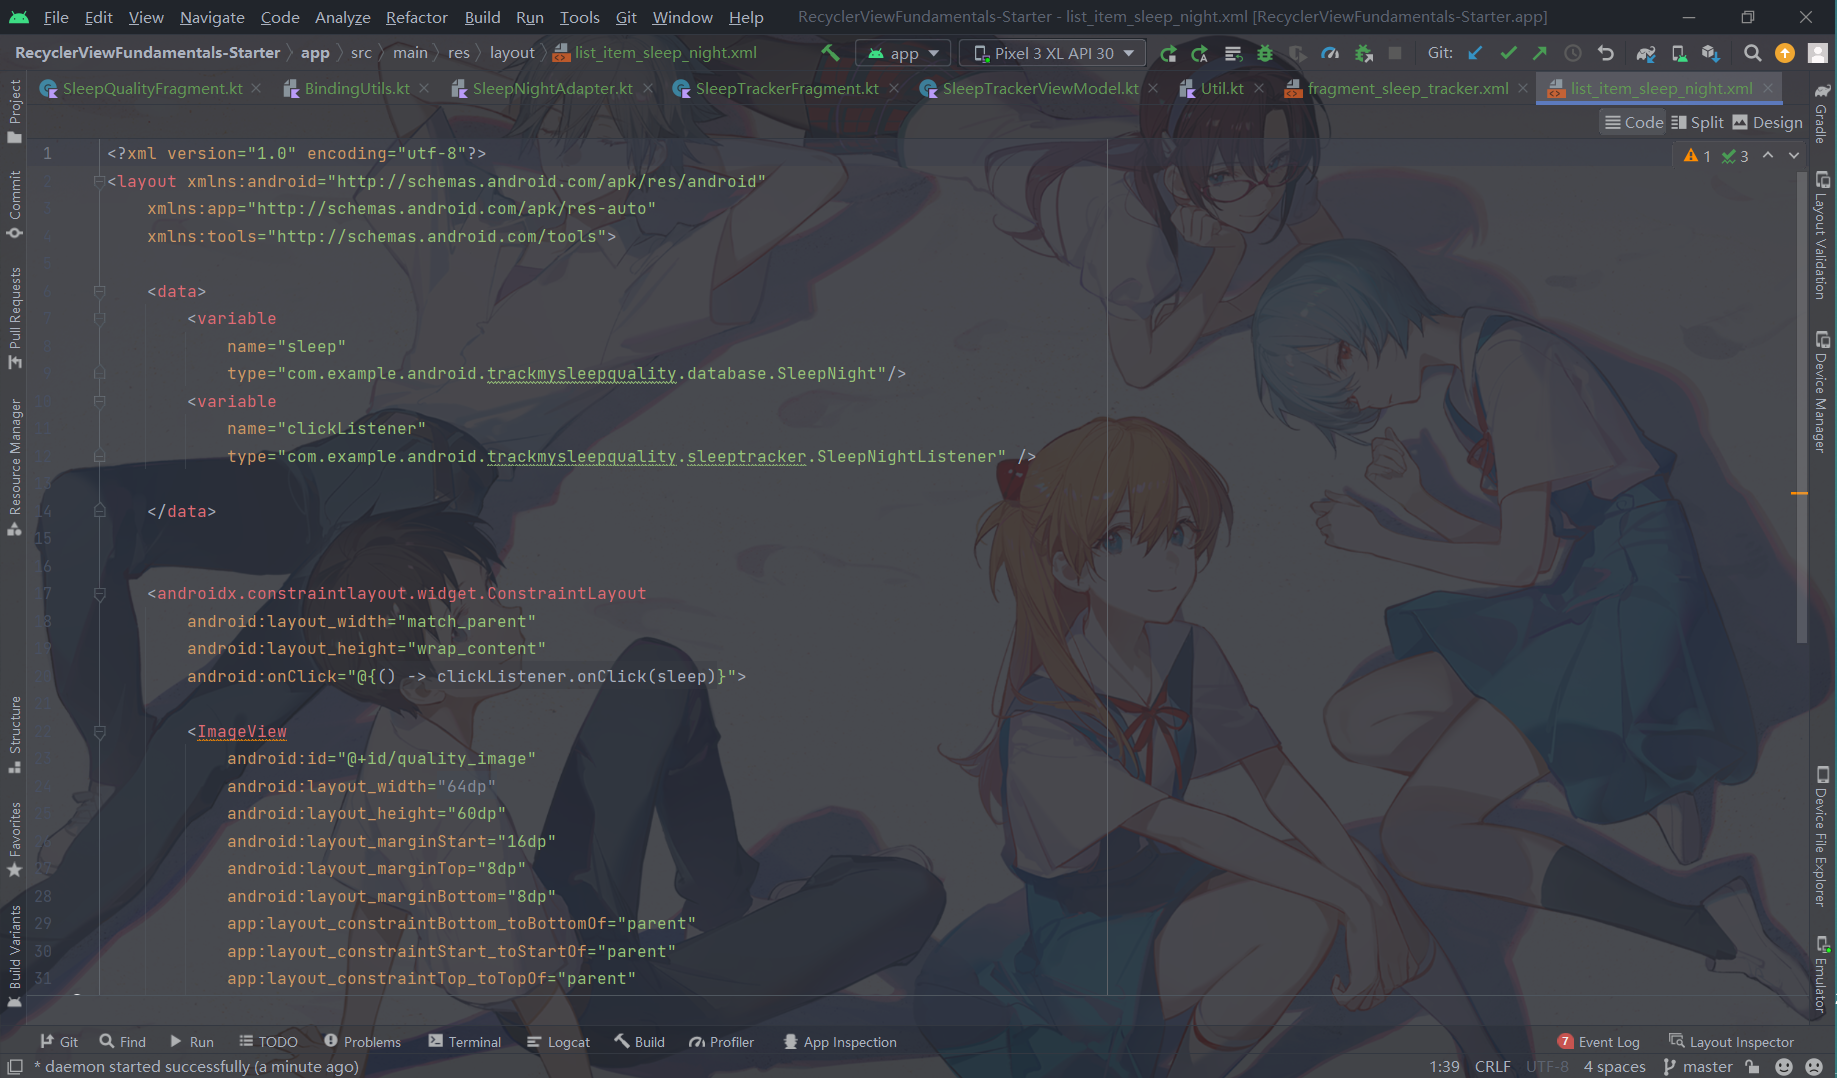 File Edit View Navigate Code Analyze Refactor Build Run Tools Git Window Help RecyclerViewFundamentals-Starter - list_item_sleep_night.xml [RecyclerViewFundamentals-Starter.app]
RecyclerViewFundamentals-Starter app src main res layout list_item_sleep_night.xml app Pixel 3 XL API 30 Git:
SleepQualityFragment.kt BindingUtils.kt SleepNightAdapter.kt SleepTrackerFragment.kt SleepTrackerViewModel.kt Util.kt fragment_sleep_tracker.xml list_item_sleep_night.xml
Code Split Design
1 3
1 <?xml version="1.0" encoding="utf-8"?>
2 <layout xmlns:android="http://schemas.android.com/apk/res/android"
3 xmlns:app="http://schemas.android.com/apk/res-auto"
4 xmlns:tools="http://schemas.android.com/tools">
5
6 <data>
7 <variable
8 name="sleep"
9 type="com.example.android.trackmysleepquality.database.SleepNight"/>
10 <variable
11 name="clickListener"
12 type="com.example.android.trackmysleepquality.sleeptracker.SleepNightListener" />
13
14 </data>
15
16
17 <androidx.constraintlayout.widget.ConstraintLayout
18 android:layout_width="match_parent"
19 android:layout_height="wrap_content"
20 android:onClick="@{() -> clickListener.onClick(sleep)}">
21
22 <ImageView
23 android:id="@+id/quality_image"
24 android:layout_width="64dp"
25 android:layout_height="60dp"
26 android:layout_marginStart="16dp"
27 android:layout_marginTop="8dp"
28 android:layout_marginBottom="8dp"
29 app:layout_constraintBottom_toBottomOf="parent"
30 app:layout_constraintStart_toStartOf="parent"
31 app:layout_constraintTop_toTopOf="parent"
Project
Commit
Pull Requests
Resource Manager
Structure
Favorites
Build Variants
Gradle
Layout Validation
Device Manager
Device File Explorer
Emulator
Git Find Run TODO Problems Terminal Logcat Build Profiler App Inspection 7 Event Log Layout Inspector
* daemon started successfully (a minute ago) 1:39 CRLF UTF-8 4 spaces master